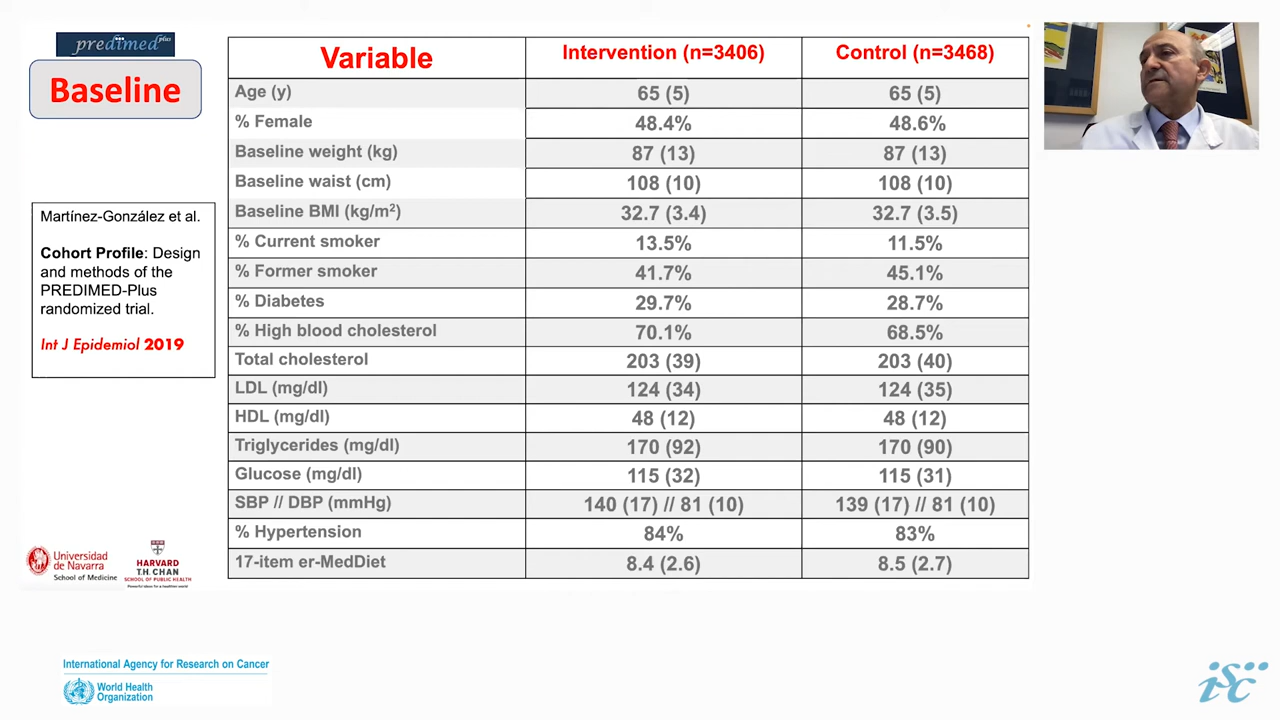 predimed plus
Baseline
Martínez-González et al.
Cohort Profile: Design
and methods of the
PREDIMED-Plus
randomized trial.
Int J Epidemiol 2019
Universidad
de Navarra
School of Medicine
HARVARD
T.H. CHAN
SCHOOL OF PUBLIC HEALTH
Powerful ideas for a healthier world
Variable Intervention (n=3406) Control (n=3468)
Age (y) 65 (5) 65 (5)
% Female 48.4% 48.6%
Baseline weight (kg) 87 (13) 87 (13)
Baseline waist (cm) 108 (10) 108 (10)
Baseline BMI (kg/m²) 32.7 (3.4) 32.7 (3.5)
% Current smoker 13.5% 11.5%
% Former smoker 41.7% 45.1%
% Diabetes 29.7% 28.7%
% High blood cholesterol 70.1% 68.5%
Total cholesterol 203 (39) 203 (40)
LDL (mg/dl) 124 (34) 124 (35)
HDL (mg/dl) 48 (12) 48 (12)
Triglycerides (mg/dl) 170 (92) 170 (90)
Glucose (mg/dl) 115 (32) 115 (31)
SBP // DBP (mmHg) 140 (17) // 81 (10) 139 (17) // 81 (10)
% Hypertension 84% 83%
17-item er-MedDiet 8.4 (2.6) 8.5 (2.7)
International Agency for Research on Cancer
World Health
Organization
isc